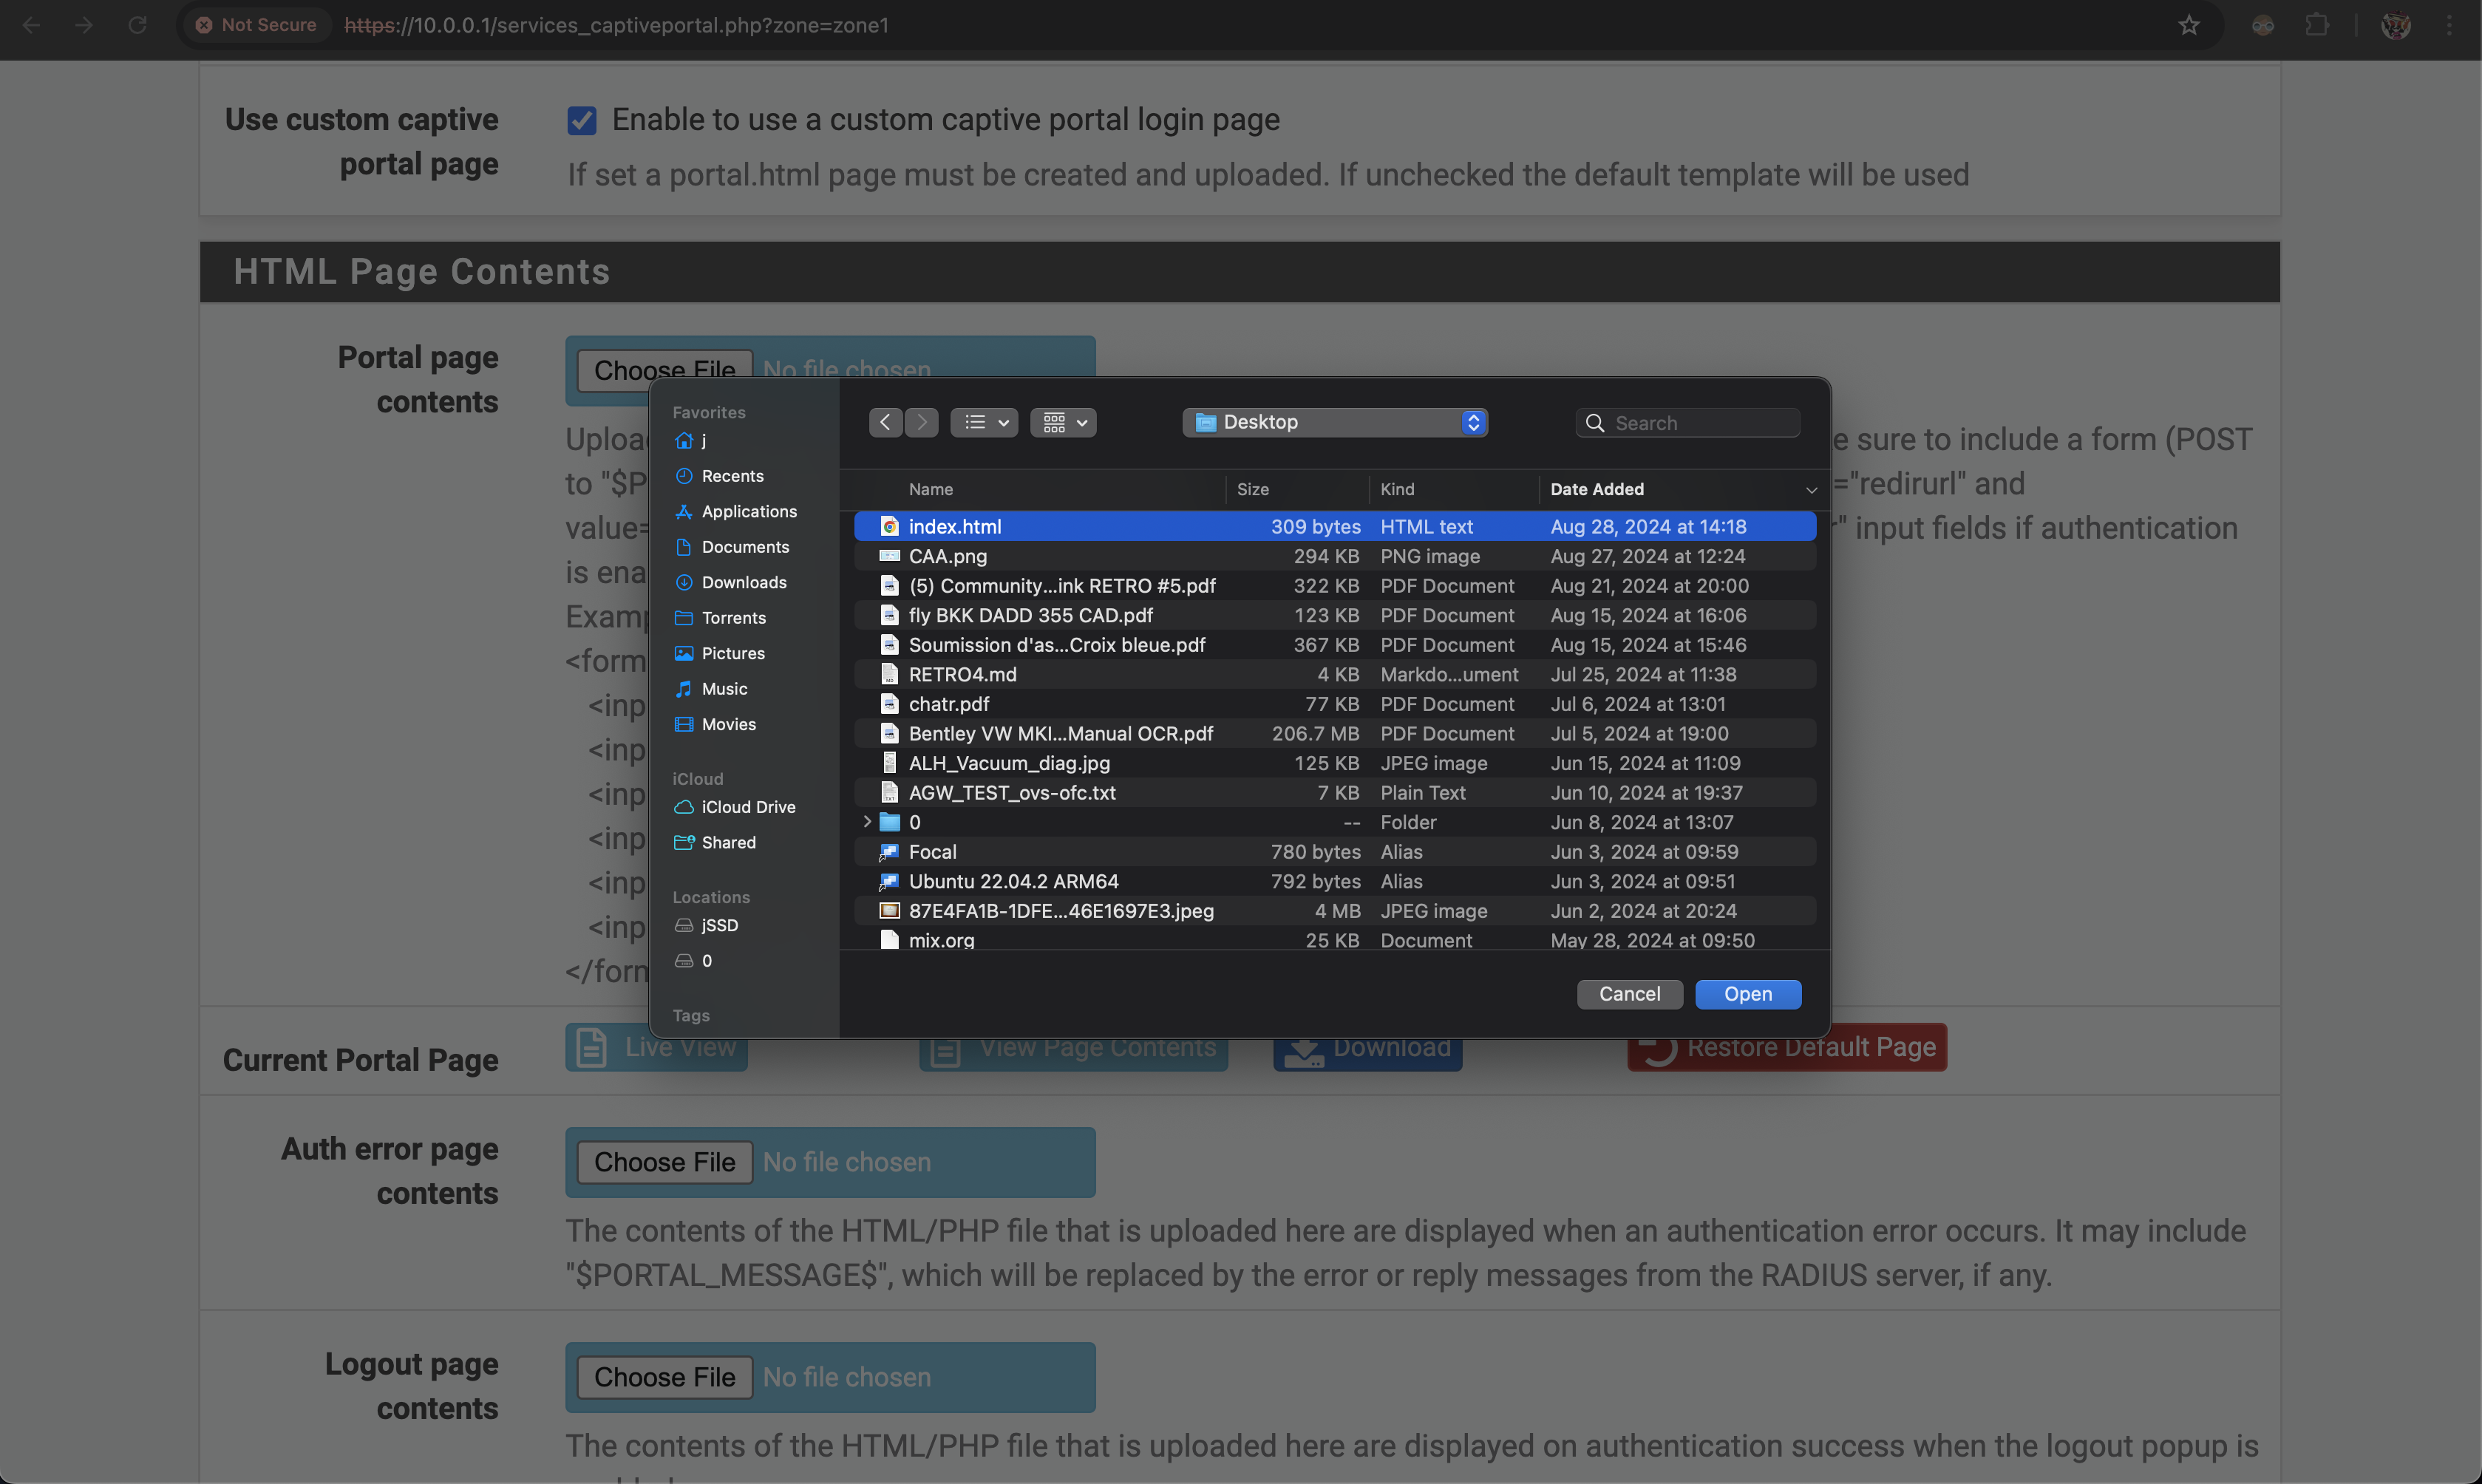 Not Secure https://10.0.0.1/services_captiveportal.php?zone=zone1
Use custom captive
portal page
Enable to use a custom captive portal login page
If set a portal.html page must be created and uploaded. If unchecked the default template will be used
HTML Page Contents
Portal page
contents
Choose File No file chosen
e sure to include a form (POST
to "$P
="redirurl" and
value=
" input fields if authentication
is ena
<form
<inp
<inp
<inp
<inp
<inp
<inp
</form
Favorites
j
Recents
Applications
Documents
Downloads
Torrents
Pictures
Music
Movies
iCloud
iCloud Drive
Shared
Locations
jSSD
0
Tags
Desktop
Search
Name Size Kind Date Added
index.html 309 bytes HTML text Aug 28, 2024 at 14:18
CAA.png 294 KB PNG image Aug 27, 2024 at 12:24
(5) Community...ink RETRO #5.pdf 322 KB PDF Document Aug 21, 2024 at 20:00
fly BKK DADD 355 CAD.pdf 123 KB PDF Document Aug 15, 2024 at 16:06
Soumission d'as...Croix bleue.pdf 367 KB PDF Document Aug 15, 2024 at 15:46
RETRO4.md 4 KB Markdo...ument Jul 25, 2024 at 11:38
chatr.pdf 77 KB PDF Document Jul 6, 2024 at 13:01
Bentley VW MKI...Manual OCR.pdf 206.7 MB PDF Document Jul 5, 2024 at 19:00
ALH_Vacuum_diag.jpg 125 KB JPEG image Jun 15, 2024 at 11:09
AGW_TEST_ovs-ofc.txt 7 KB Plain Text Jun 10, 2024 at 19:37
0 -- Folder Jun 8, 2024 at 13:07
Focal 780 bytes Alias Jun 3, 2024 at 09:59
Ubuntu 22.04.2 ARM64 792 bytes Alias Jun 3, 2024 at 09:51
87E4FA1B-1DFE...46E1697E3.jpeg 4 MB JPEG image Jun 2, 2024 at 20:24
mix.org 25 KB Document May 28, 2024 at 09:50
Cancel Open
Current Portal Page
Live View View Page Contents Download Restore Default Page
Auth error page
contents
Choose File No file chosen
The contents of the HTML/PHP file that is uploaded here are displayed when an authentication error occurs. It may include
"$PORTAL_MESSAGE$", which will be replaced by the error or reply messages from the RADIUS server, if any.
Logout page
contents
Choose File No file chosen
The contents of the HTML/PHP file that is uploaded here are displayed on authentication success when the logout popup is